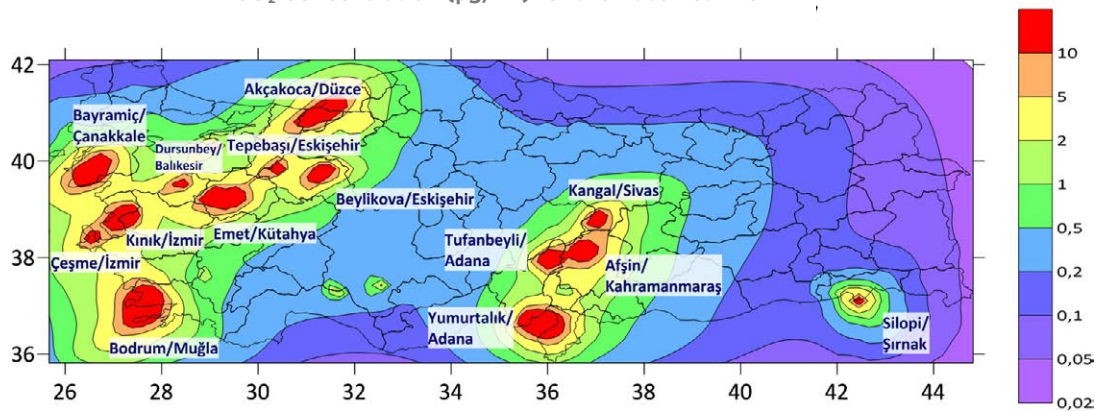 42
40
38
36
26
28
30
32
34
36
38
40
42
44
Akçakoca/Düzce
Bayramiç/
Çanakkale
Dursunbey/
Balıkesir
Tepebaşı/Eskişehir
Beylikova/Eskişehir
Kınık/İzmir
Emet/Kütahya
Çeşme/İzmir
Bodrum/Muğla
Kangal/Sivas
Tufanbeyli/
Adana
Afşin/
Kahramanmaraş
Yumurtalık/
Adana
Silopi/
Şırnak
10
5
2
1
0,5
0,2
0,1
0,05
0,02